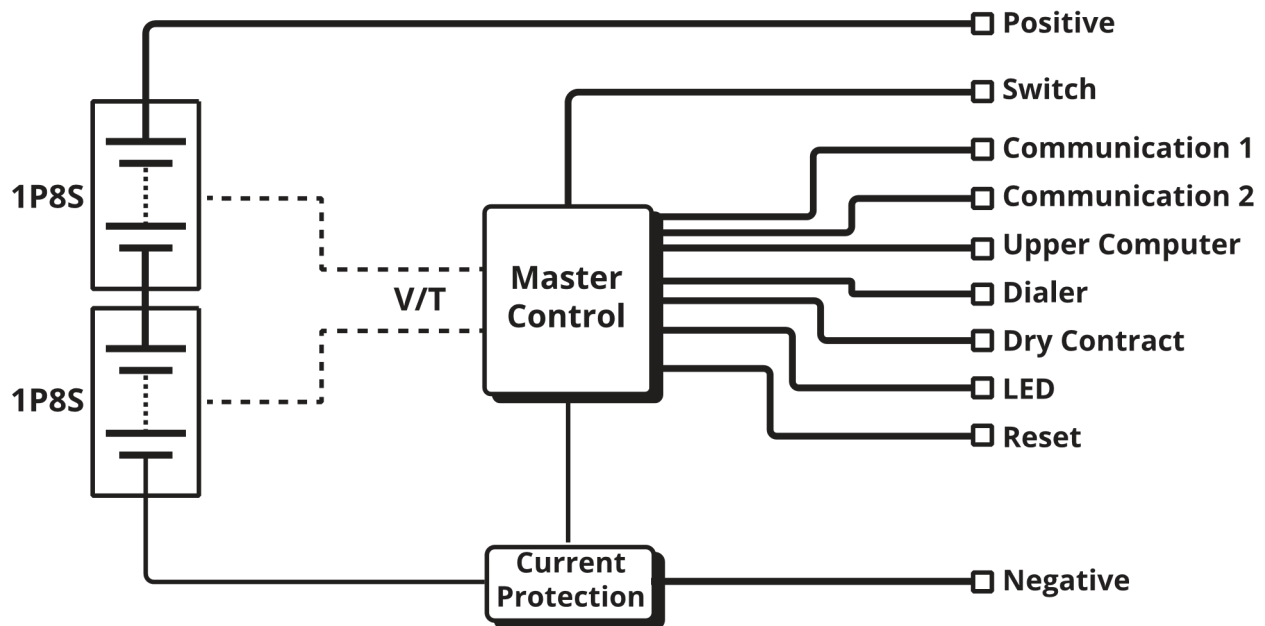 Positive
Switch
Communication 1
1P8S
Communication 2
Upper Computer
Master
Control
V/T
Dialer
Dry Contract
1P8S
LED
Reset
Current
Protection
Negative